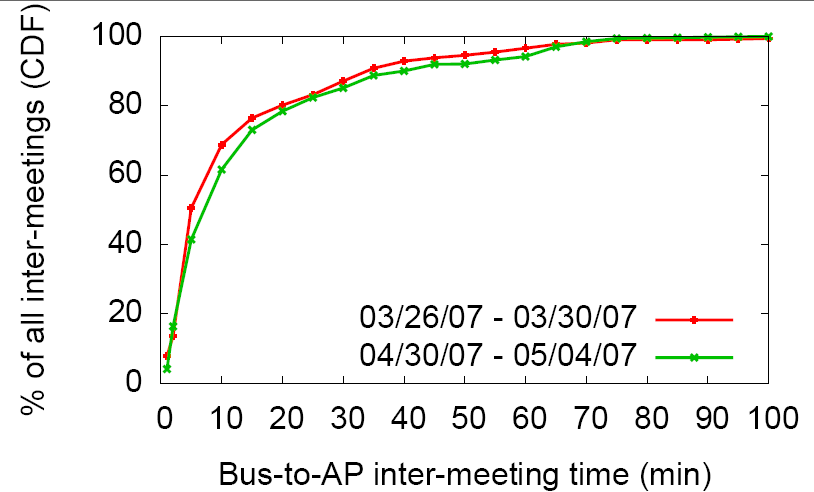 % of all inter-meetings (CDF)
100
80
60
40
20
0
03/26/07 - 03/30/07
04/30/07 - 05/04/07
0 10 20 30 40 50 60 70 80 90 100
Bus-to-AP inter-meeting time (min)